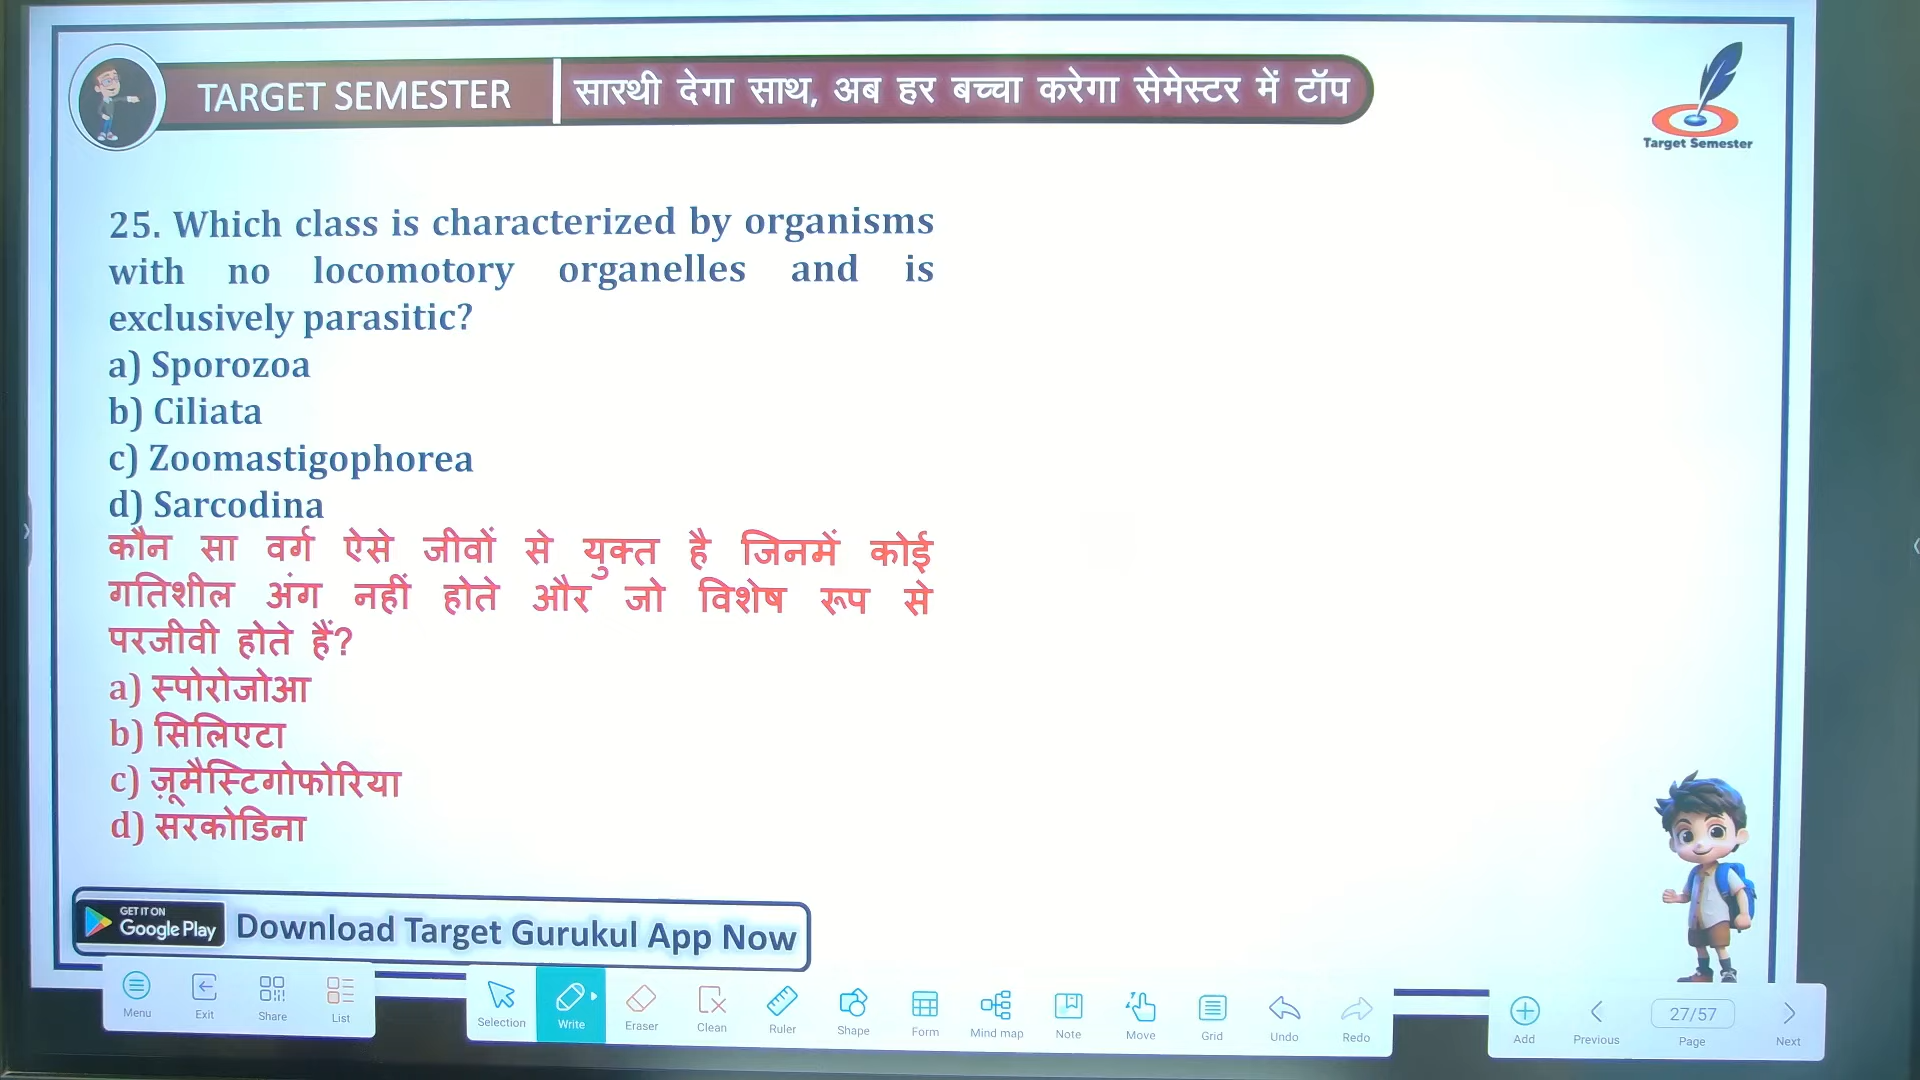 TARGET SEMESTER
सारथी देगा साथ, अब हर बच्चा करेगा सेमेस्टर में टॉप
Target Semester
25. Which class is characterized by organisms
with no locomotory organelles and is
exclusively parasitic?
a) Sporozoa
b) Ciliata
c) Zoomastigophorea
d) Sarcodina
कौन सा वर्ग ऐसे जीवों से युक्त है जिनमें कोई
गतिशील अंग नहीं होते और जो विशेष रूप से
परजीवी होते हैं?
a) स्पोरोजोआ
b) सिलिएटा
c) ज़ूमैस्टिगोफोरिया
d) सरकोडिना
GET IT ON
Google Play
Download Target Gurukul App Now
Menu Exit Share List
Selection Write Eraser Clean Ruler Shape Form Mind map Note Move Grid Undo Redo
Add Previous 27/57 Page Next